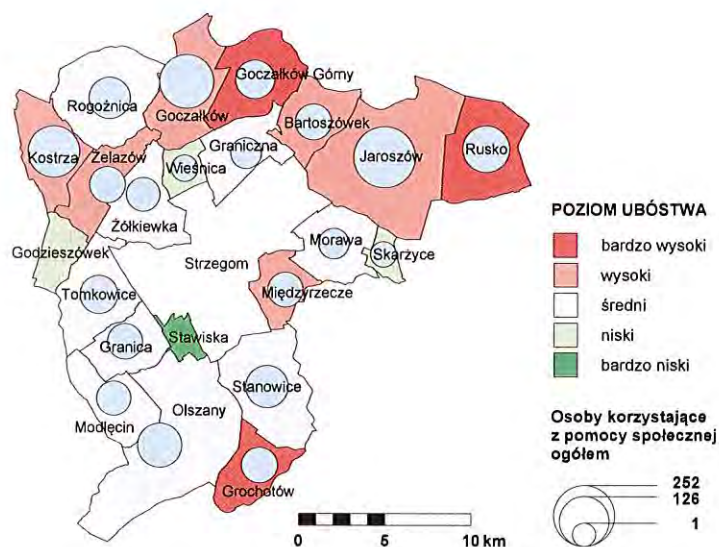 Goczałków Górny
Rogoźnica
Goczałków
Bartoszówek
Graniczna
Kostrza
Żelazów
Wieśnica
Jaroszów
Rusko
Żółkiewka
Godzieszówek
Morawa
Skarżyce
Strzegom
Tomkowice
Międzyrzecze
Stawiska
Granica
Stanowice
Olszany
Modlęcin
Grochotów
POZIOM UBÓSTWA
bardzo wysoki
wysoki
średni
niski
bardzo niski
Osoby korzystające
z pomocy społecznej
ogółem
252
126
1
0 5 10 km